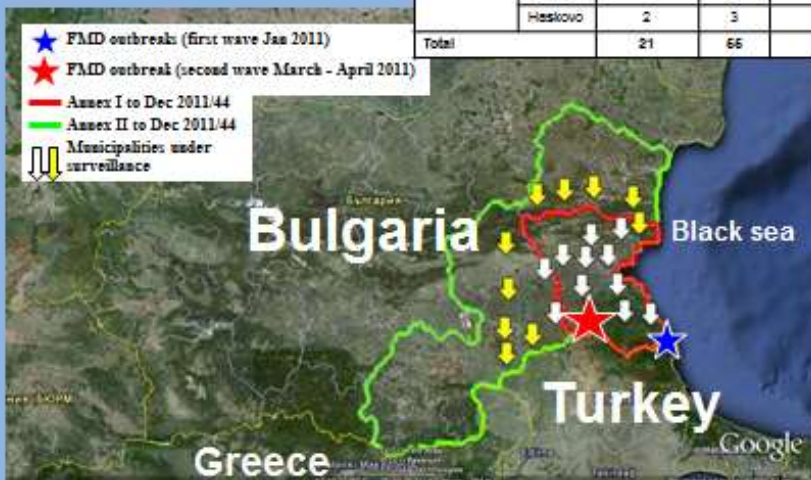 Haskovo 2 3
Total 21 66
FMD outbreaks (first wave Jan 2011)
FMD outbreak (second wave March - April 2011)
Annex I to Dec 2011/44
Annex II to Dec 2011/44
Municipalities under
surveillance
България
Bulgaria
Black sea
Turkey
Google
Greece